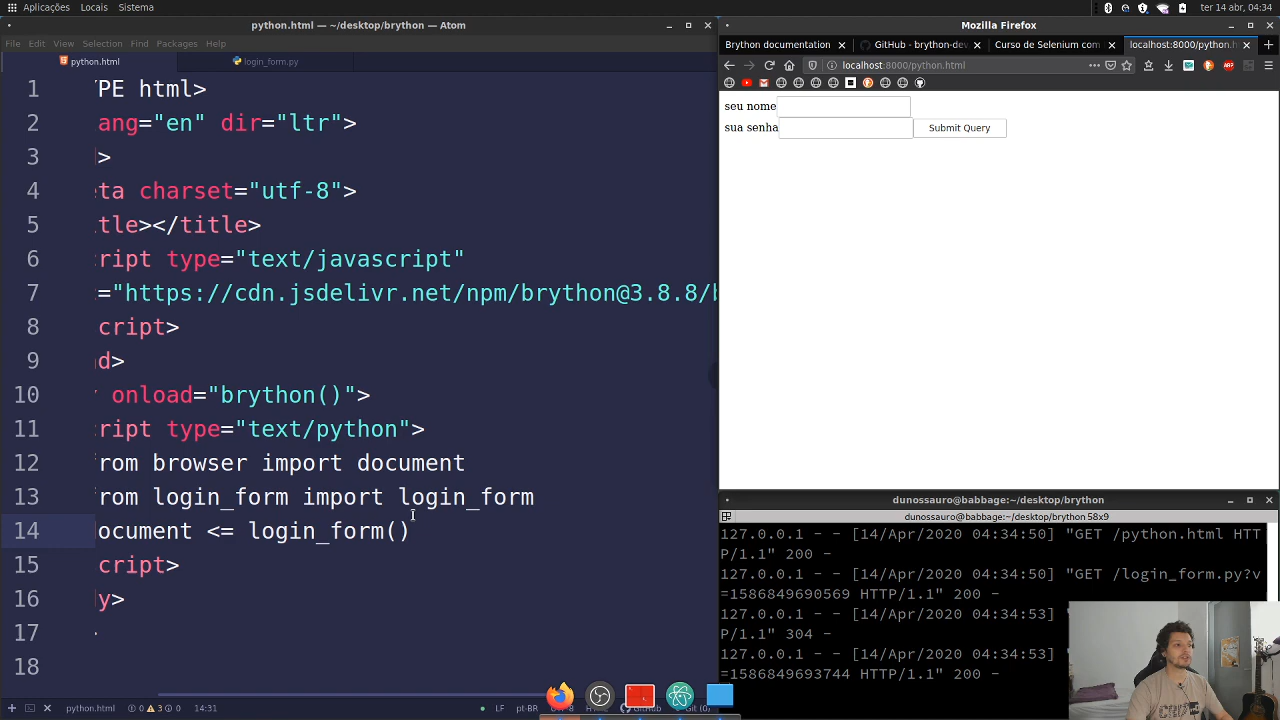 Aplicações Locais Sistema
ter 14 abr, 04:34
python.html — ~/desktop/brython — Atom
File Edit View Selection Find Packages Help
python.html login_form.py
1 PE html>
2 ang="en" dir="ltr">
3 >
4 eta charset="utf-8">
5 tle></title>
6 ript type="text/javascript"
7 ="https://cdn.jsdelivr.net/npm/brython@3.8.8/b
8 cript>
9 d>
10 onload="brython()">
11 ript type="text/python">
12 rom browser import document
13 rom login_form import login_form
14 ocument <= login_form()
15 cript>
16 y>
17
18
python.html 0 3 0 14:31 LF pt-BR GitHub Git (0)
Mozilla Firefox
Brython documentation GitHub - brython-dev Curso de Selenium com localhost:8000/python.h
localhost:8000/python.html
seu nome
sua senha Submit Query
dunossauro@babbage:~/desktop/brython
dunossauro@babbage:~/desktop/brython 58x9
127.0.0.1 - - [14/Apr/2020 04:34:50] "GET /python.html HTT
P/1.1" 200 -
127.0.0.1 - - [14/Apr/2020 04:34:50] "GET /login_form.py?v
=1586849690569 HTTP/1.1" 200 -
127.0.0.1 - - [14/Apr/2020 04:34:53]
P/1.1" 304 -
127.0.0.1 - - [14/Apr/2020 04:34:53]
=1586849693744 HTTP/1.1" 200 -